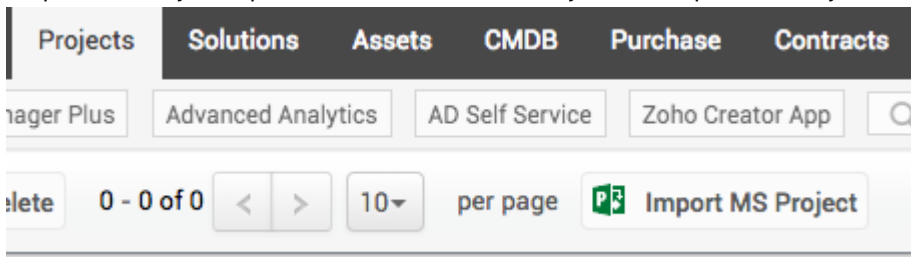 Projects Solutions Assets CMDB Purchase Contracts
Plus Advanced Analytics AD Self Service Zoho Creator App
0 - 0 of 0 < > 10 per page Import MS Project